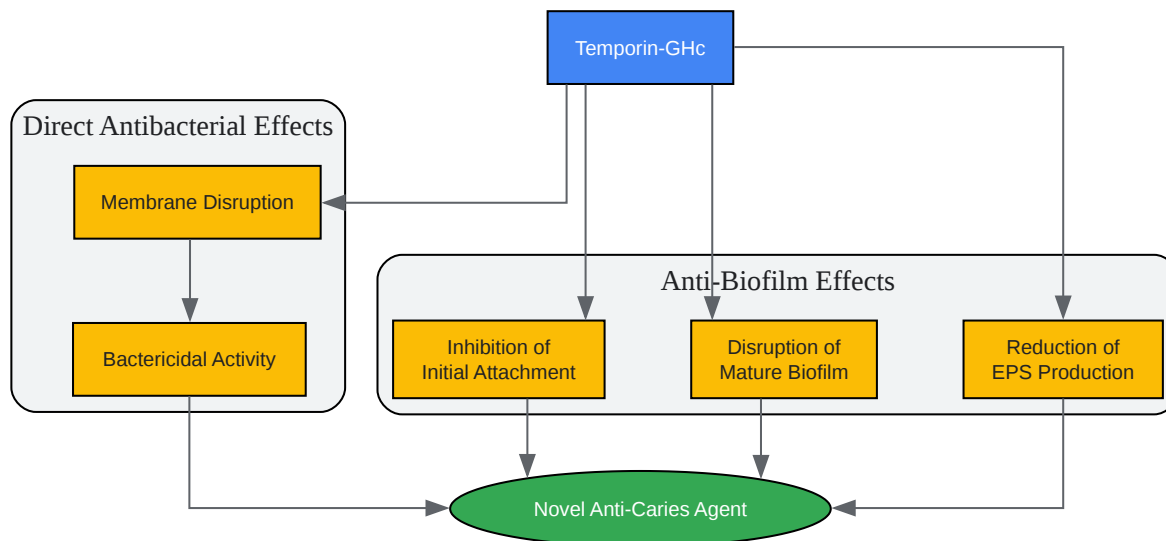 Temporin-GHc
Direct Antibacterial Effects
Membrane Disruption
Bactericidal Activity
Anti-Biofilm Effects
Inhibition of
Initial Attachment
Disruption of
Mature Biofilm
Reduction of
EPS Production
Novel Anti-Caries Agent